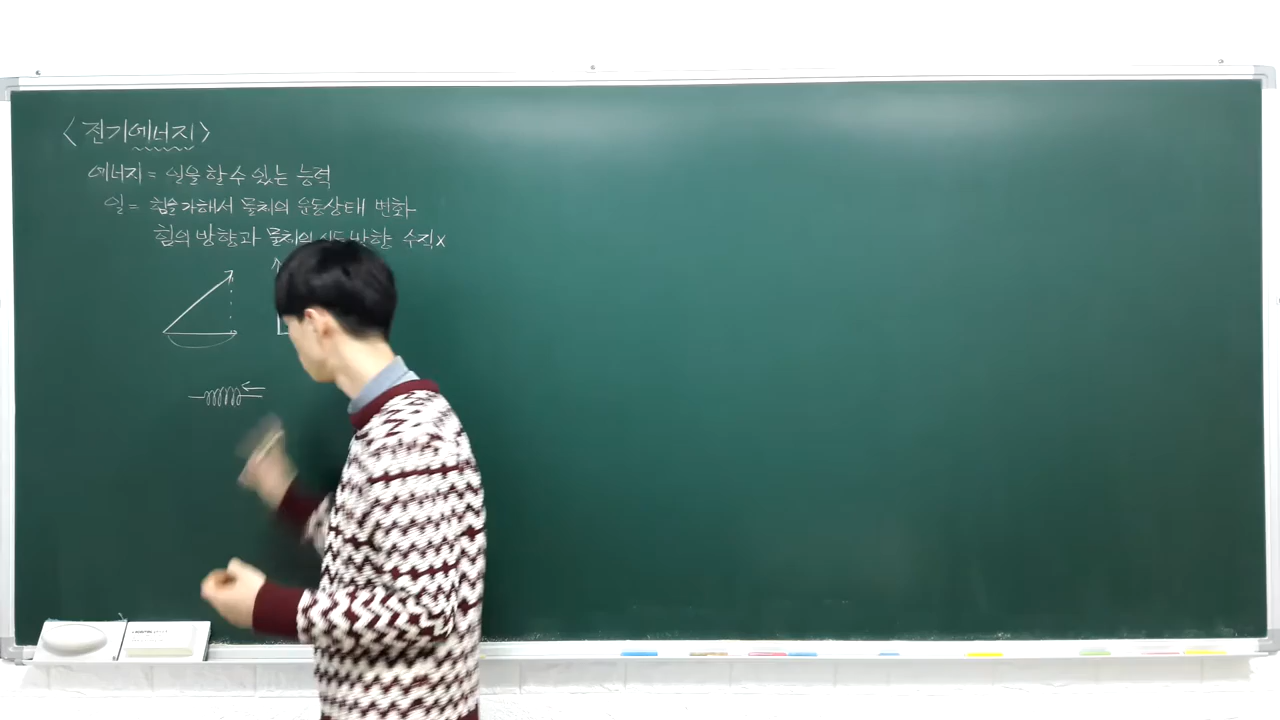 <전기에너지>
에너지 = 일을 할 수 있는 능력
일 = 힘을 가해서 물체의 운동상태 변화
힘의 방향과 물체의 방향 수직x